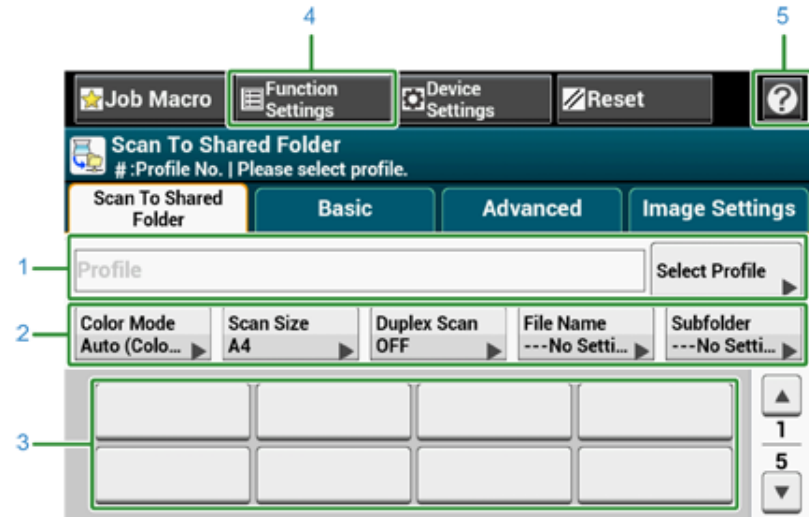 4 5
Job Macro Function Settings Device Settings Reset ?
Scan To Shared Folder
# :Profile No. | Please select profile.
Scan To Shared Folder Basic Advanced Image Settings
1 Profile Select Profile
2 Color Mode Scan Size Duplex Scan File Name Subfolder
Auto (Colo... A4 OFF ---No Setti... ---No Setti...
3
1
5